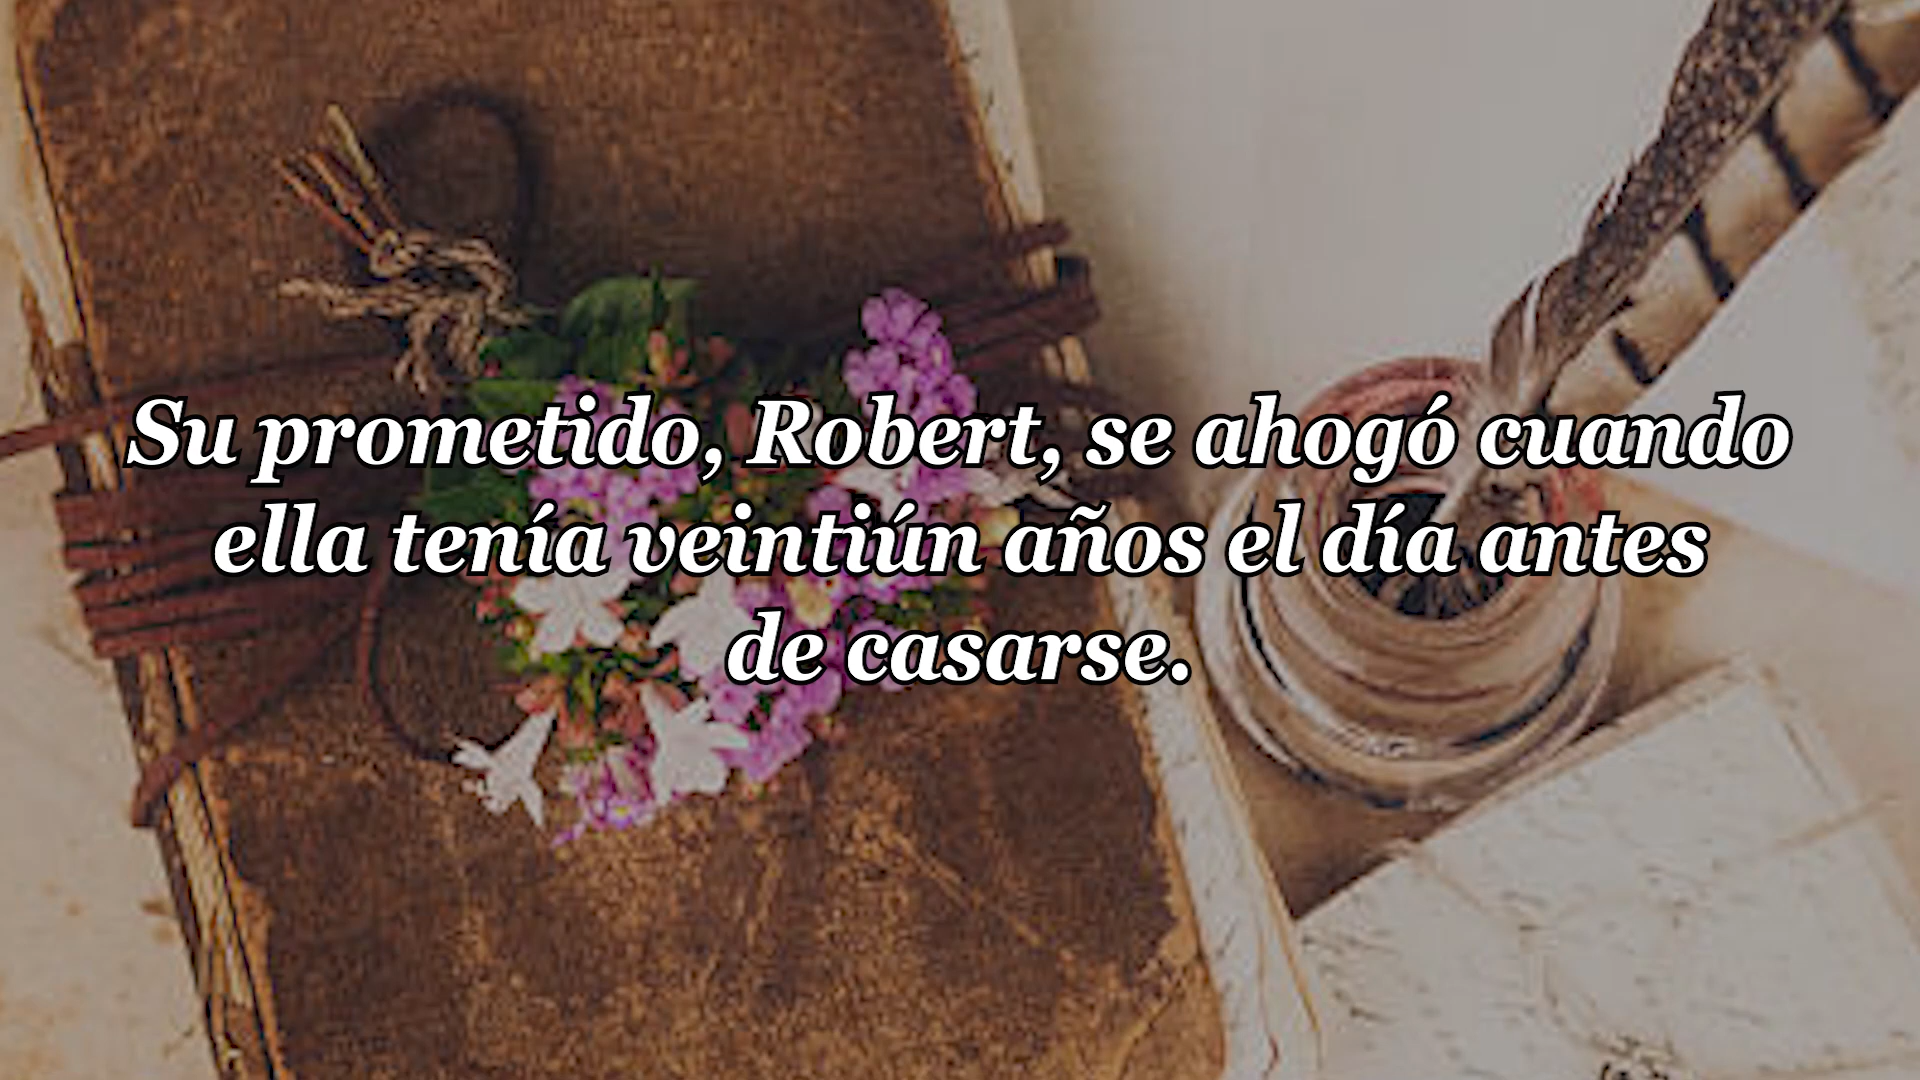 Su prometido, Robert, se ahogó cuando
ella tenía veintiún años el día antes
de casarse.